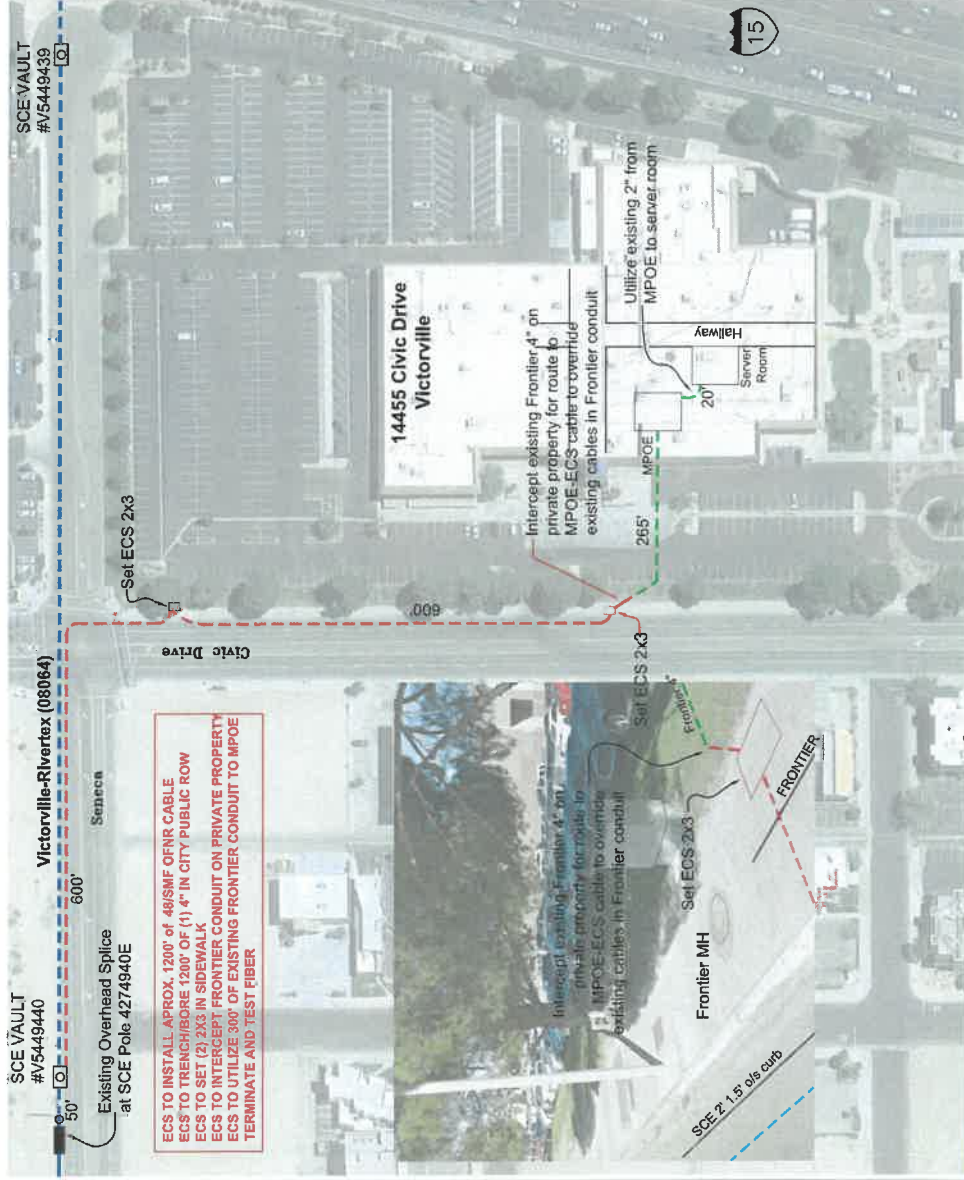 SCE VAULT
#V5449440
Victorville-Rivertex (08064)
SCE VAULT
#V5449439
50'
600'
Existing Overhead Splice
at SCE Pole 4274940E
Seneca
Set ECS 2x3
15
ECS TO INSTALL APROX. 1200' of 48/SMF OFNR CABLE
ECS TO TRENCH/BORE 1200' OF (1) 4" IN CITY PUBLIC ROW
ECS TO SET (2) 2X3 IN SIDEWALK
ECS TO INTERCEPT FRONTIER CONDUIT ON PRIVATE PROPERTY
ECS TO UTILIZE 300' OF EXISTING FRONTIER CONDUIT TO MPOE
TERMINATE AND TEST FIBER
Civic Drive
600'
14455 Civic Drive
Victorville
Intercept existing Frontier 4" on
private property for route to
MPOE-ECS cable to override
existing cables in Frontier conduit
Utilize existing 2" from
MPOE to server room
Hallway
Server
Room
20'
MPOE
265'
Set ECS 2x3
Intercept existing Frontier 4" on
private property for route to
MPOE-ECS cable to override
existing cables in Frontier conduit
Frontier 4"
Set ECS 2x3
Frontier MH
FRONTIER
SCE 2' 1.5' o/s curb